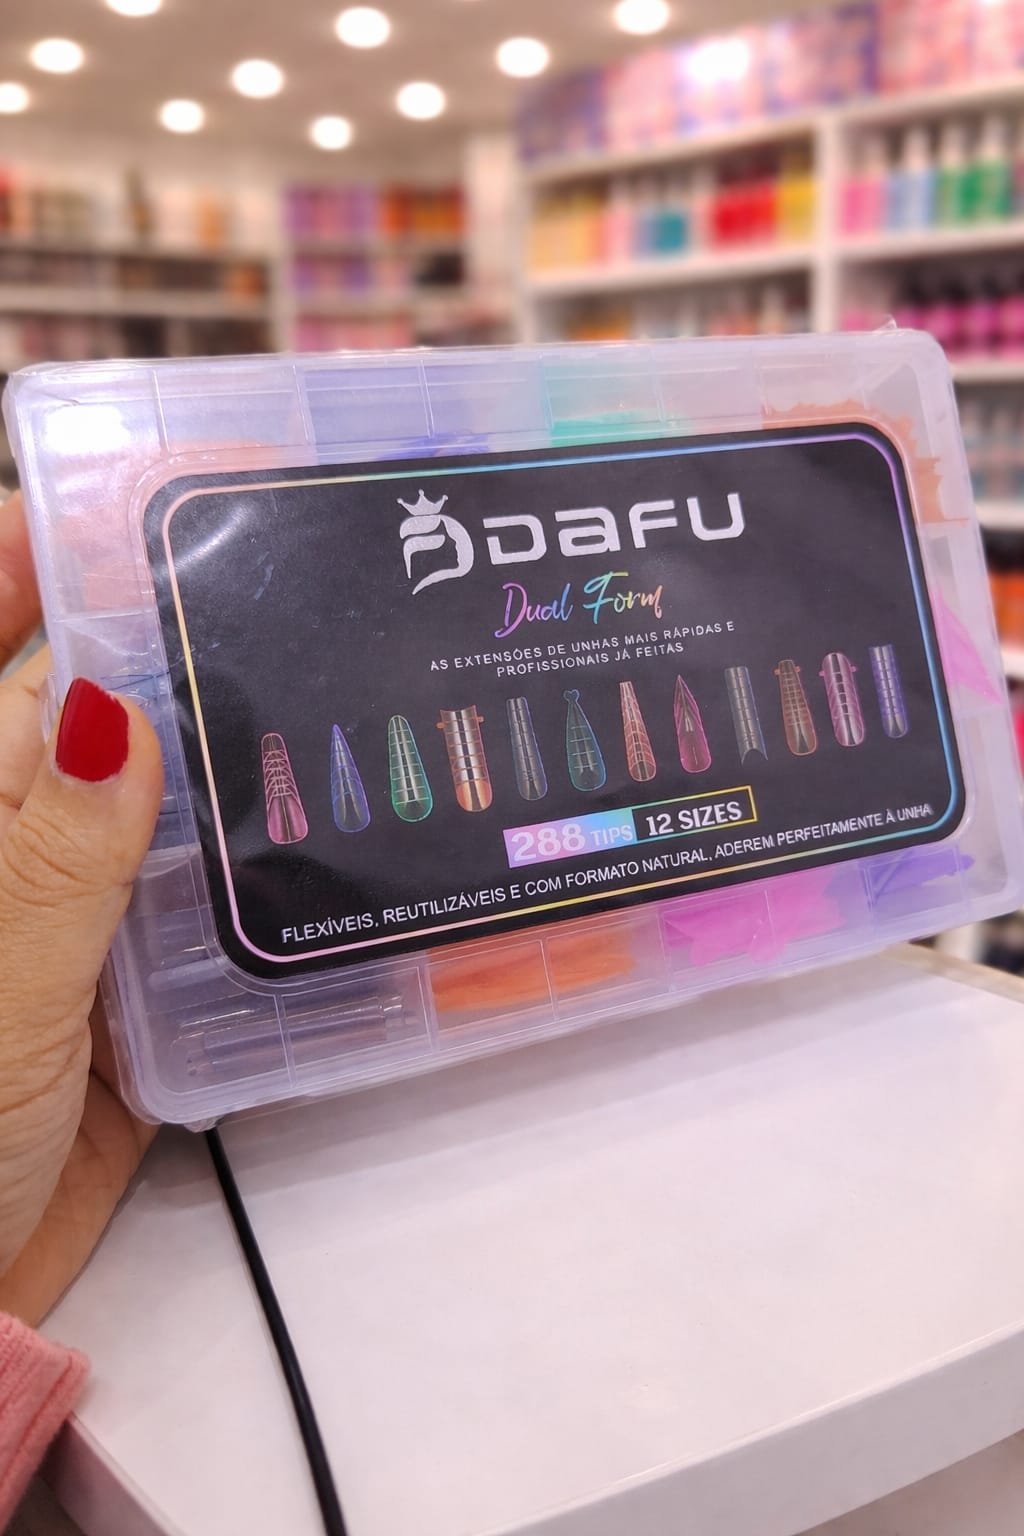 DAFU
Dual Form
AS EXTENSÕES DE UNHAS MAIS RÁPIDAS E
PROFISSIONAIS JÁ FEITAS
288 TIPS 12 SIZES
FLEXÍVEIS, REUTILIZÁVEIS E COM FORMATO NATURAL, ADEREM PERFEITAMENTE À UNHA